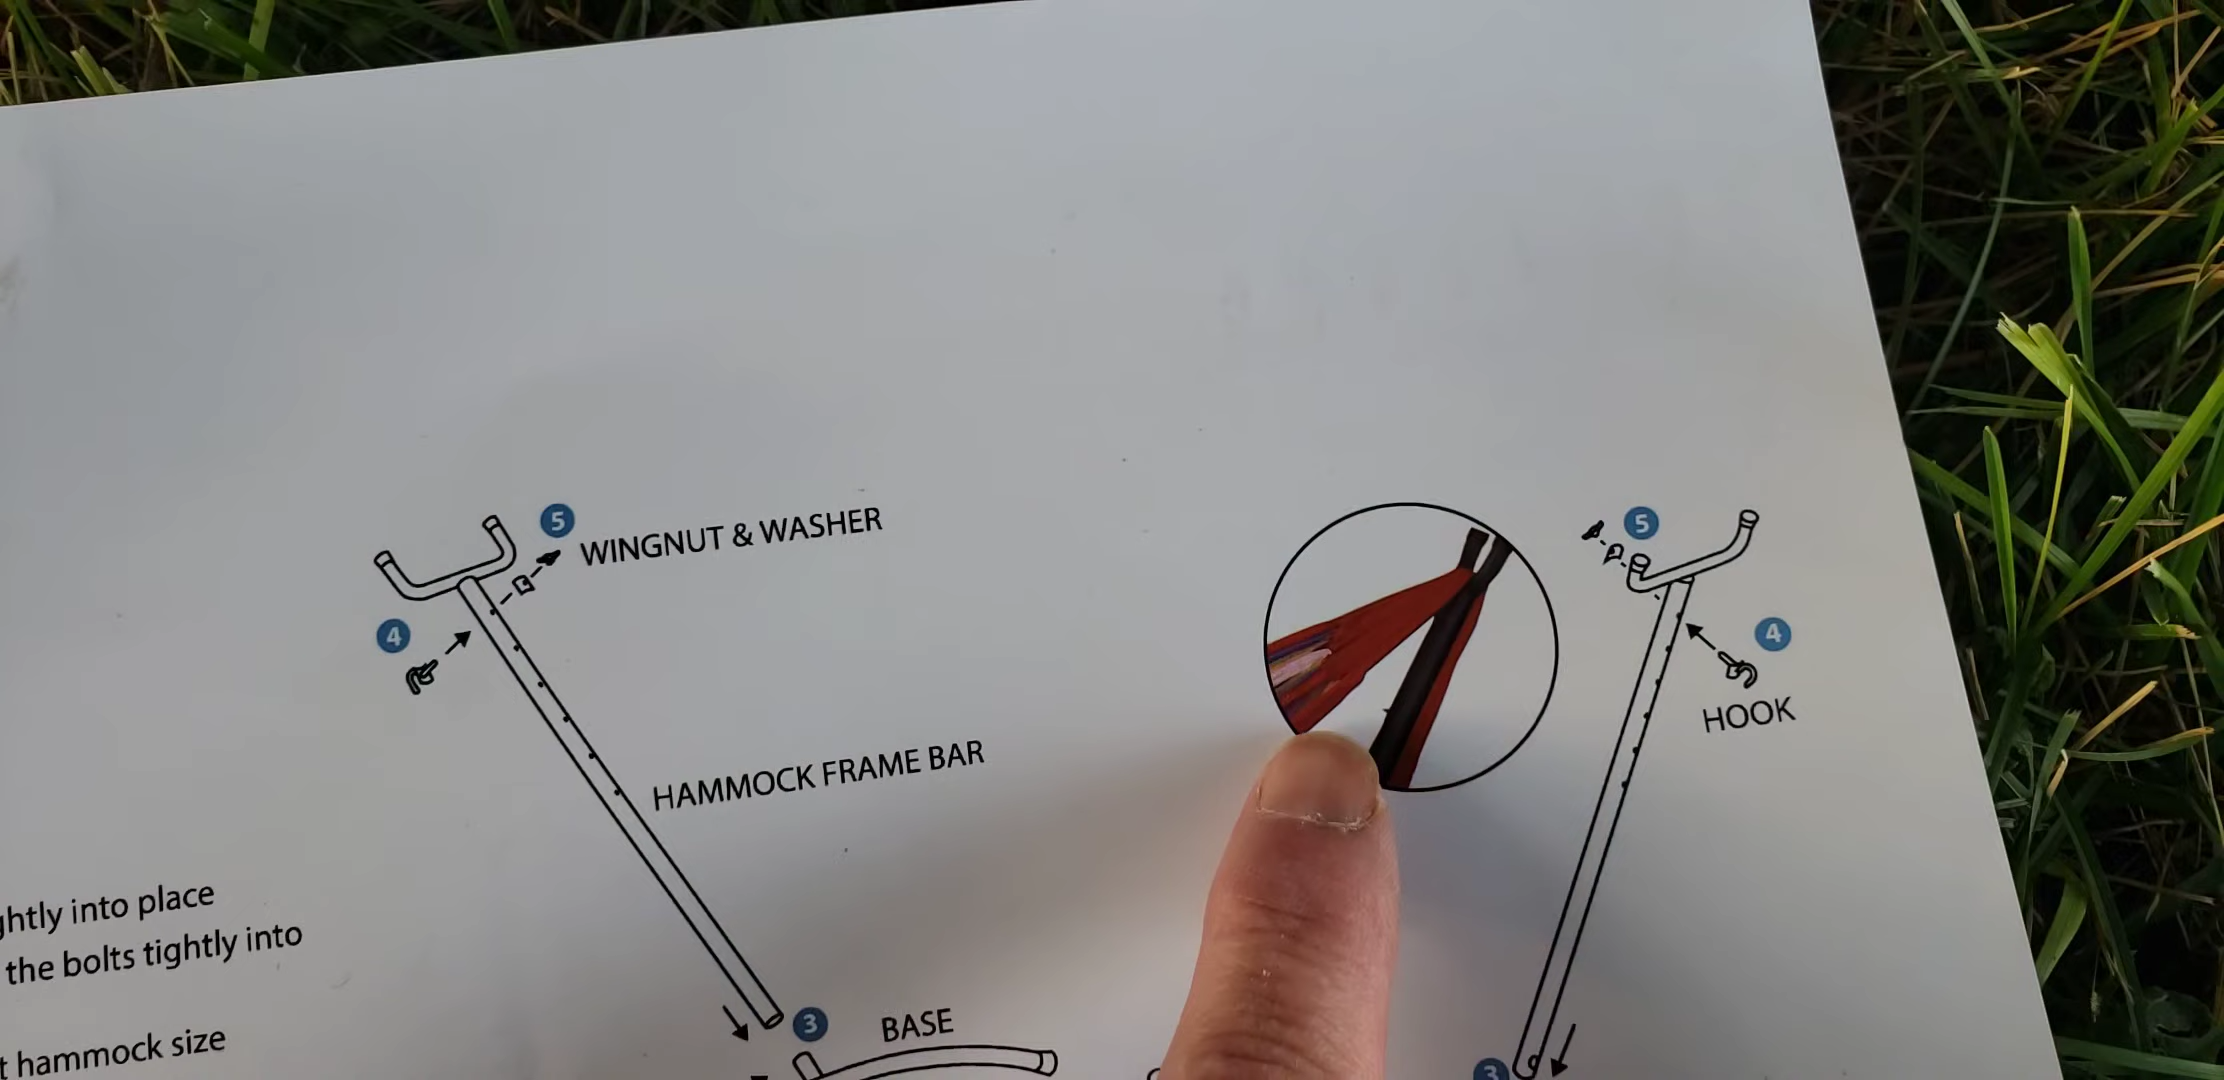 5 WINGNUT & WASHER
5
4
4
HOOK
HAMMOCK FRAME BAR
ghtly into place
the bolts tightly into
3 BASE
3
t hammock size